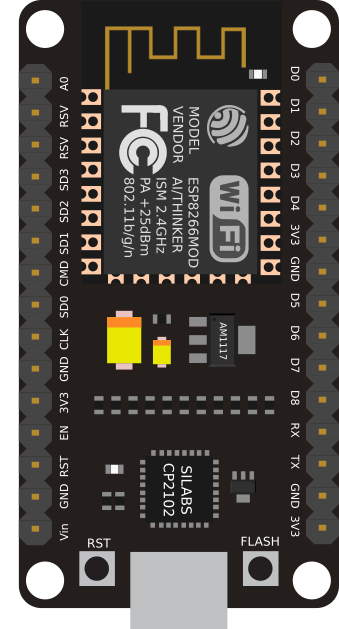 A0
RSV
RSV
SD3
SD2
SD1
CMD
SD0
CLK
GND
3V3
EN
RST
GND
Vin
MODEL
VENDOR
ESP8266MOD
AI/THINKER
ISM 2.4GHz
PA +25dBm
802.11b/g/n
FC
Wi Fi
AM1117
SILABS
CP2102
RST
FLASH
D0
D1
D2
D3
D4
3V3
GND
D5
D6
D7
D8
RX
TX
GND
3V3